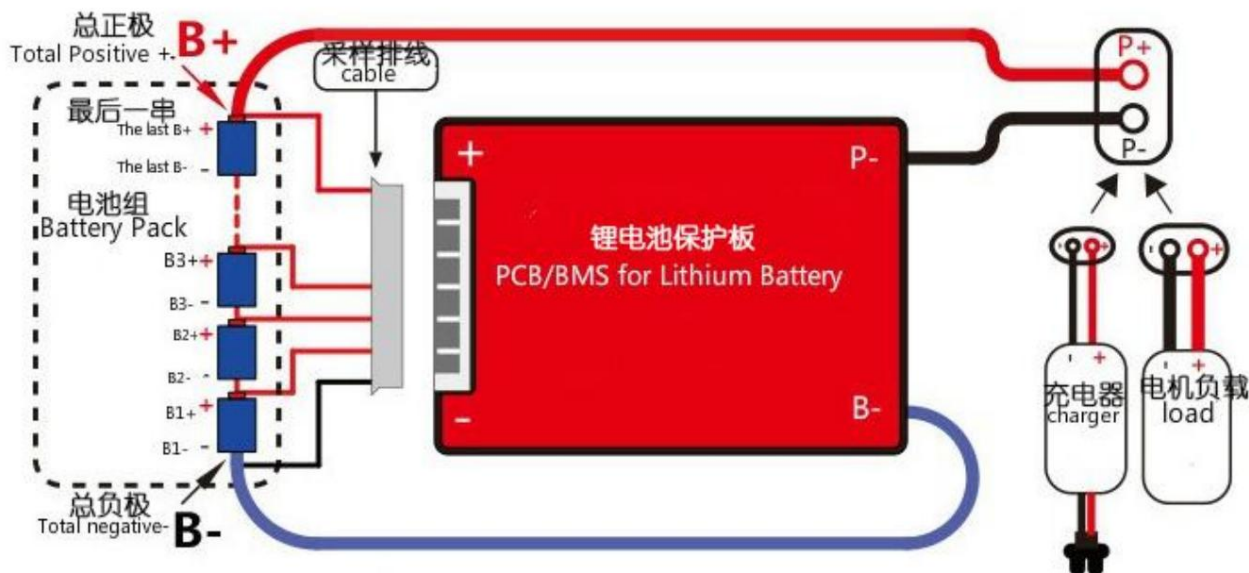 总正极
Total Positive +
B+
最后一串
The last B+ +
The last B- -
电池组
Battery Pack
B3+ +
B3- -
B2+ +
B2- -
B1+ +
B1- -
总负极
Total negative-
B-
采样排线
cable
+
-
P-
锂电池保护板
PCB/BMS for Lithium Battery
B-
P+
P-
- +
- +
充电器
charger
- +
- +
电机负载
load